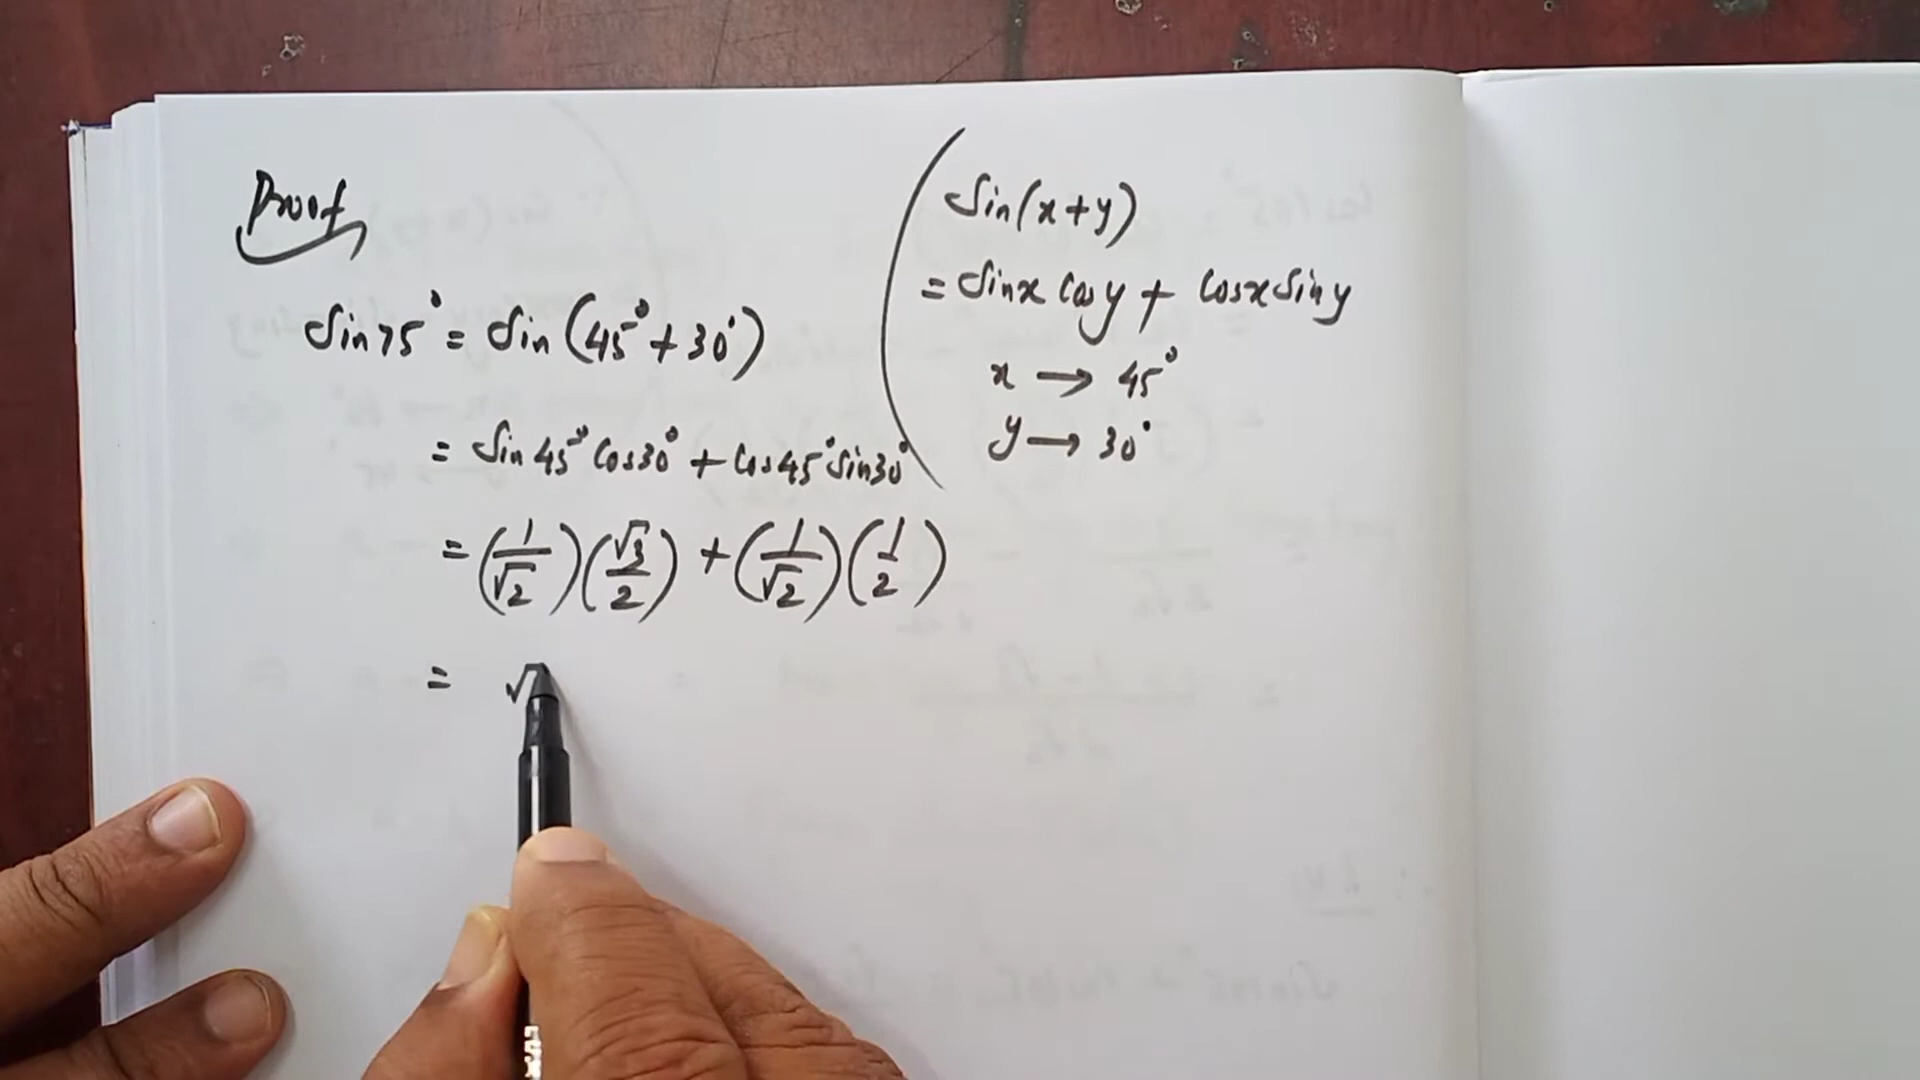 Proof
Sin75° = Sin(45°+30°)
= Sin45° Cos30° + Cos45° Sin30°
= (1/√2)(√3/2) + (1/√2)(1/2)
= √
Sin(x+y)
= Sinx Cosy + Cosx Siny
x → 45°
y → 30°